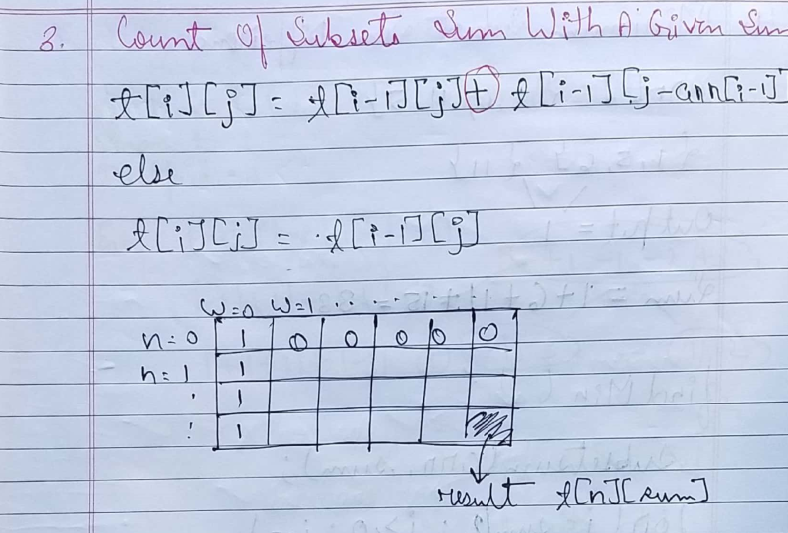 3. Count Of Subsets Sum With A Given Sum
t[i][j] = t[i-1][j] + t[i-1][j-arr[i-1]
else
t[i][j] = t[i-1][j]
W=0 W=1 . . . . . .
n=0 1 0 0 0 0 0
n=1 1
. 1
: 1
result t[n][sum]